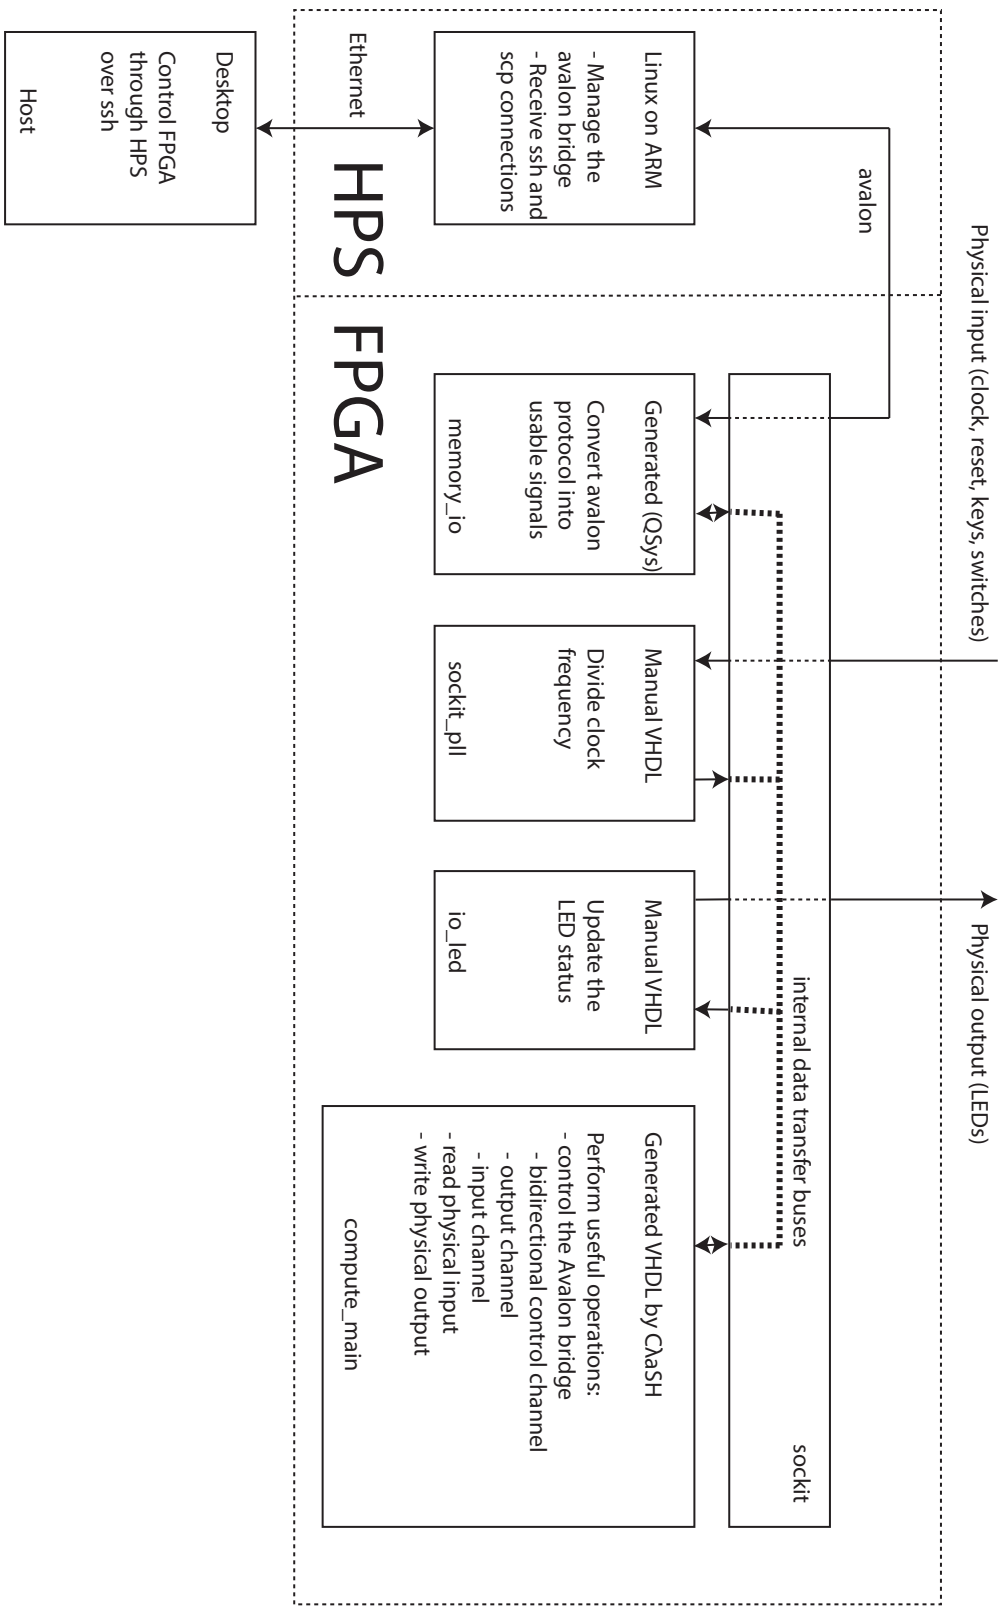 Physical input (clock, reset, keys, switches)
Physical output (LEDs)
avalon
internal data transfer buses
sockit
Linux on ARM
- Manage the
avalon bridge
- Receive ssh and
scp connections
Generated (QSys)
Convert avalon
protocol into
usable signals
memory_io
Manual VHDL
Divide clock
frequency
sockit_pll
Manual VHDL
Update the
LED status
io_led
Generated VHDL by CλaSH
Perform useful operations:
- control the Avalon bridge
- bidirectional control channel
- output channel
- input channel
- read physical input
- write physical output
compute_main
Ethernet
HPS
FPGA
Desktop
Control FPGA
through HPS
over ssh
Host